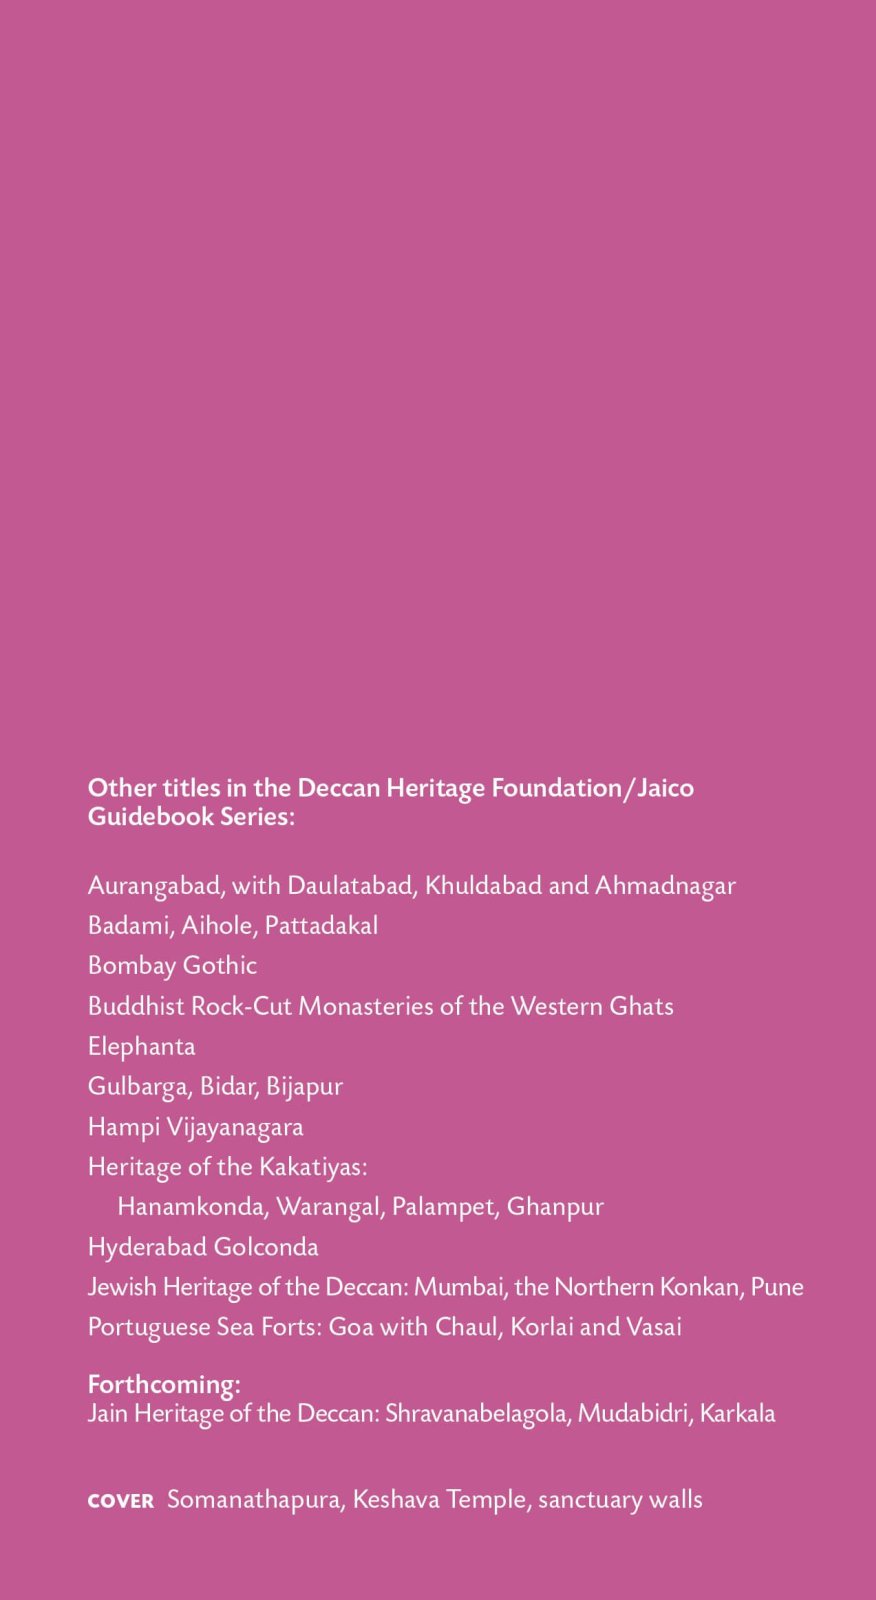 Other titles in the Deccan Heritage Foundation/Jaico
Guidebook Series:
Aurangabad, with Daulatabad, Khuldabad and Ahmadnagar
Badami, Aihole, Pattadakal
Bombay Gothic
Buddhist Rock-Cut Monasteries of the Western Ghats
Elephanta
Gulbarga, Bidar, Bijapur
Hampi Vijayanagara
Heritage of the Kakatiyas:
Hanamkonda, Warangal, Palampet, Ghanpur
Hyderabad Golconda
Jewish Heritage of the Deccan: Mumbai, the Northern Konkan, Pune
Portuguese Sea Forts: Goa with Chaul, Korlai and Vasai
Forthcoming:
Jain Heritage of the Deccan: Shravanabelagola, Mudabidri, Karkala
COVER Somanathapura, Keshava Temple, sanctuary walls